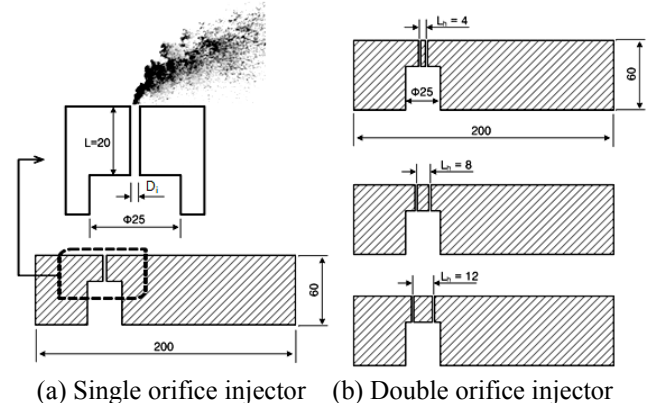 L=20
Di
Φ25
60
200
(a) Single orifice injector
Lh = 4
Φ25
60
200
Lh = 8
Lh = 12
(b) Double orifice injector